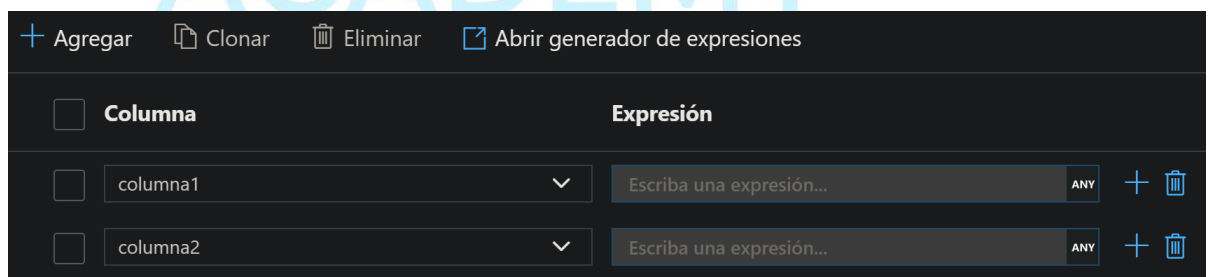 ACADEMY
Agregar Clonar Eliminar Abrir generador de expresiones
Columna Expresión
columna1 Escriba una expresión... ANY
columna2 Escriba una expresión... ANY